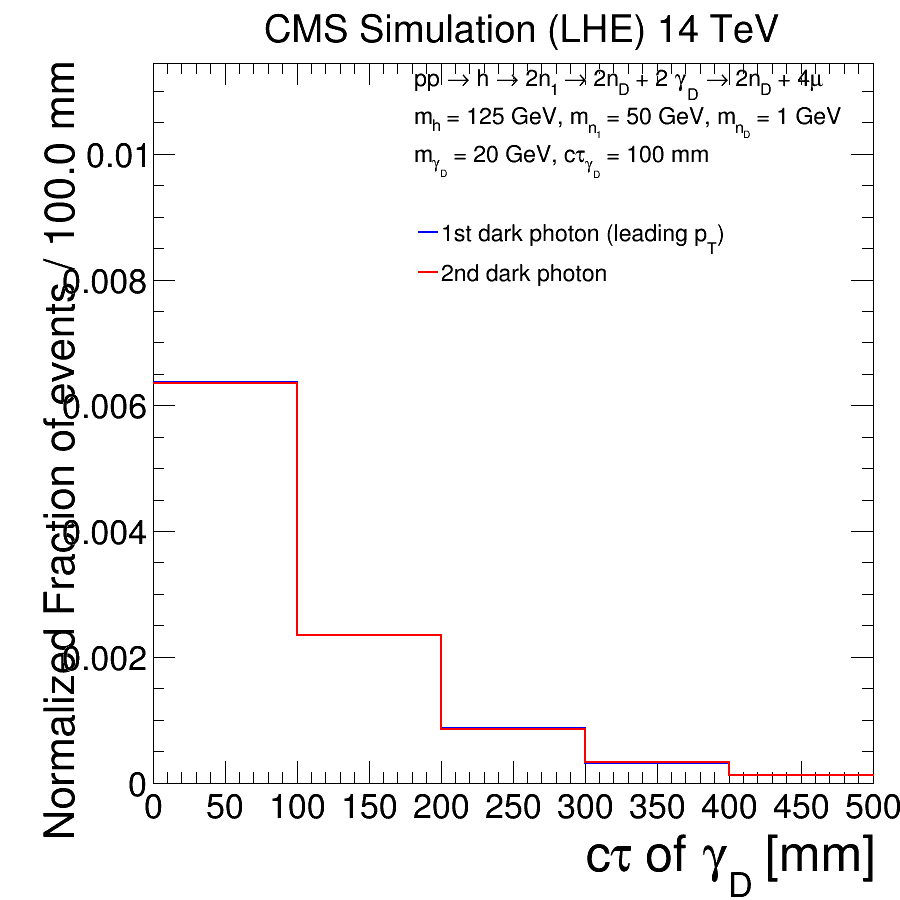 CMS Simulation (LHE) 14 TeV
pp → h → 2n₁ → 2n_D + 2 γ_D → 2n_D + 4μ
m_h = 125 GeV, m_n₁ = 50 GeV, m_n_D = 1 GeV
m_γ_D = 20 GeV, cτ_γ_D = 100 mm
1st dark photon (leading p_T)
2nd dark photon
Normalized Fraction of events / 100.0 mm
0.01
0.008
0.006
0.004
0.002
0
0 50 100 150 200 250 300 350 400 450 500
cτ of γ_D [mm]